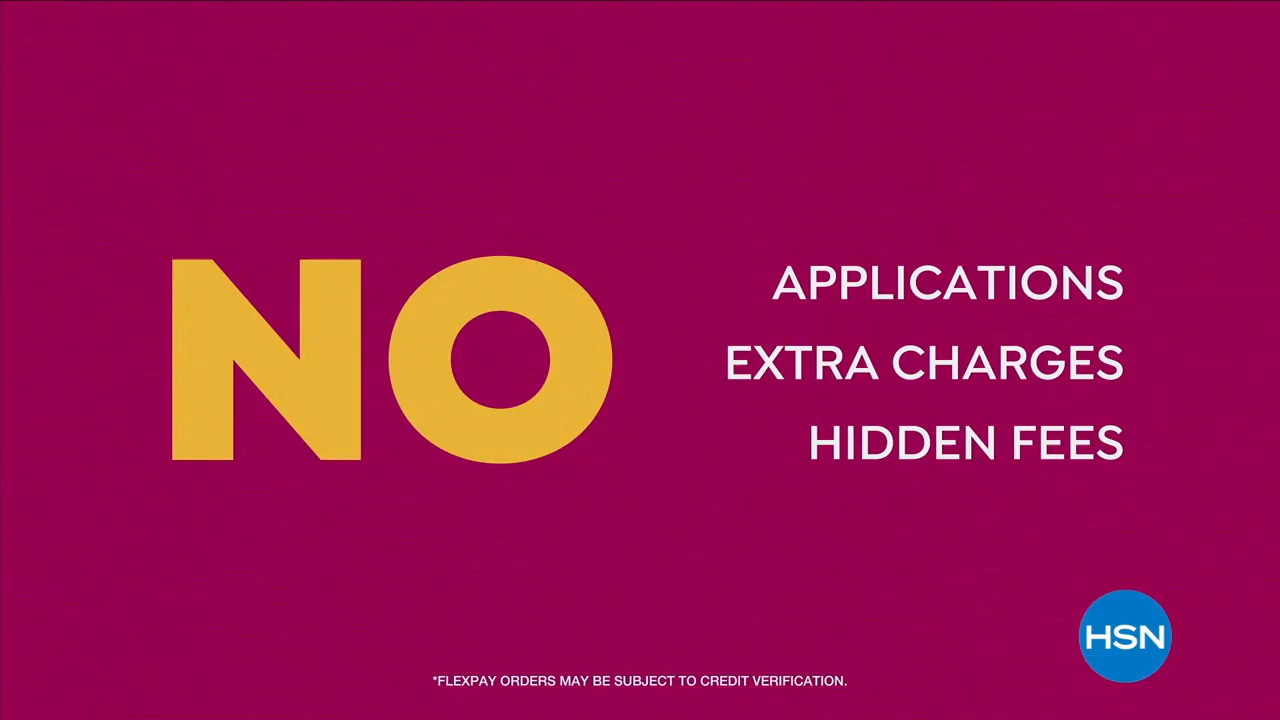 NO
APPLICATIONS
EXTRA CHARGES
HIDDEN FEES
HSN
*FLEXPAY ORDERS MAY BE SUBJECT TO CREDIT VERIFICATION.